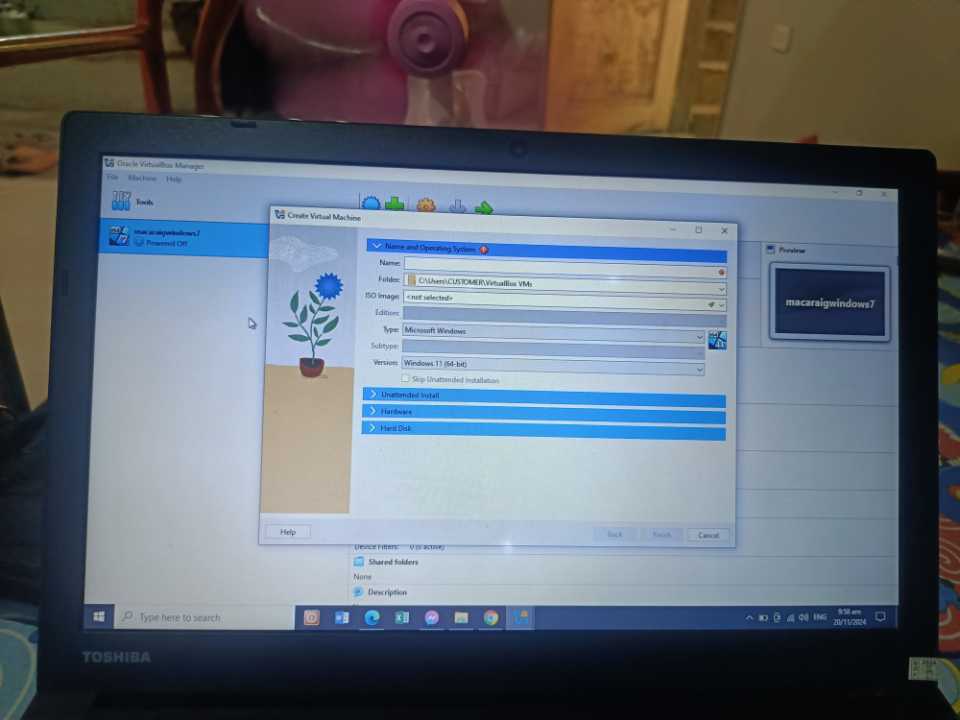 Oracle VirtualBox Manager
File Machine Help
Tools
macaraigwindows7
Powered Off
Create Virtual Machine
Name and Operating System
Name:
Folder: C:\Users\CUSTOMER\VirtualBox VMs
ISO Image: <not selected>
Edition:
Type: Microsoft Windows
Subtype:
Version: Windows 11 (64-bit)
Skip Unattended Installation
Unattended Install
Hardware
Hard Disk
Help
Back Finish Cancel
Preview
macaraigwindows7
Device Filters: 0 (0 active)
Shared folders
None
Description
Type here to search
ENG
9:58 am
20/11/2024
TOSHIBA